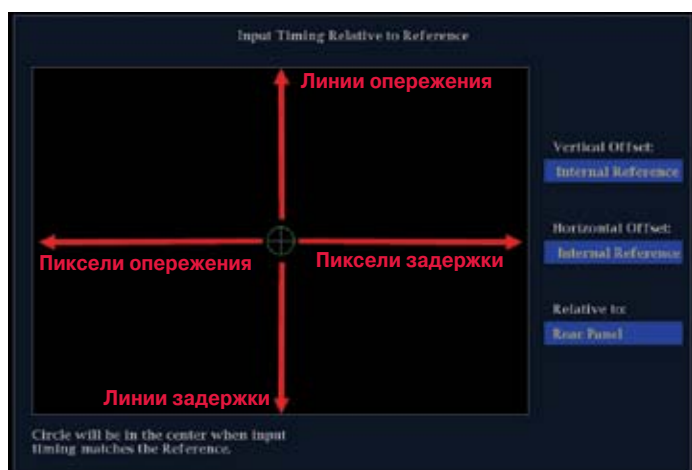 Input Timing Relative to Reference
Линии опережения
Vertical Offset:
Internal Reference
Horizontal Offset:
Internal Reference
Пиксели опережения
Пиксели задержки
Relative to:
Rear Panel
Линии задержки
Circle will be in the center when input
timing matches the Reference.